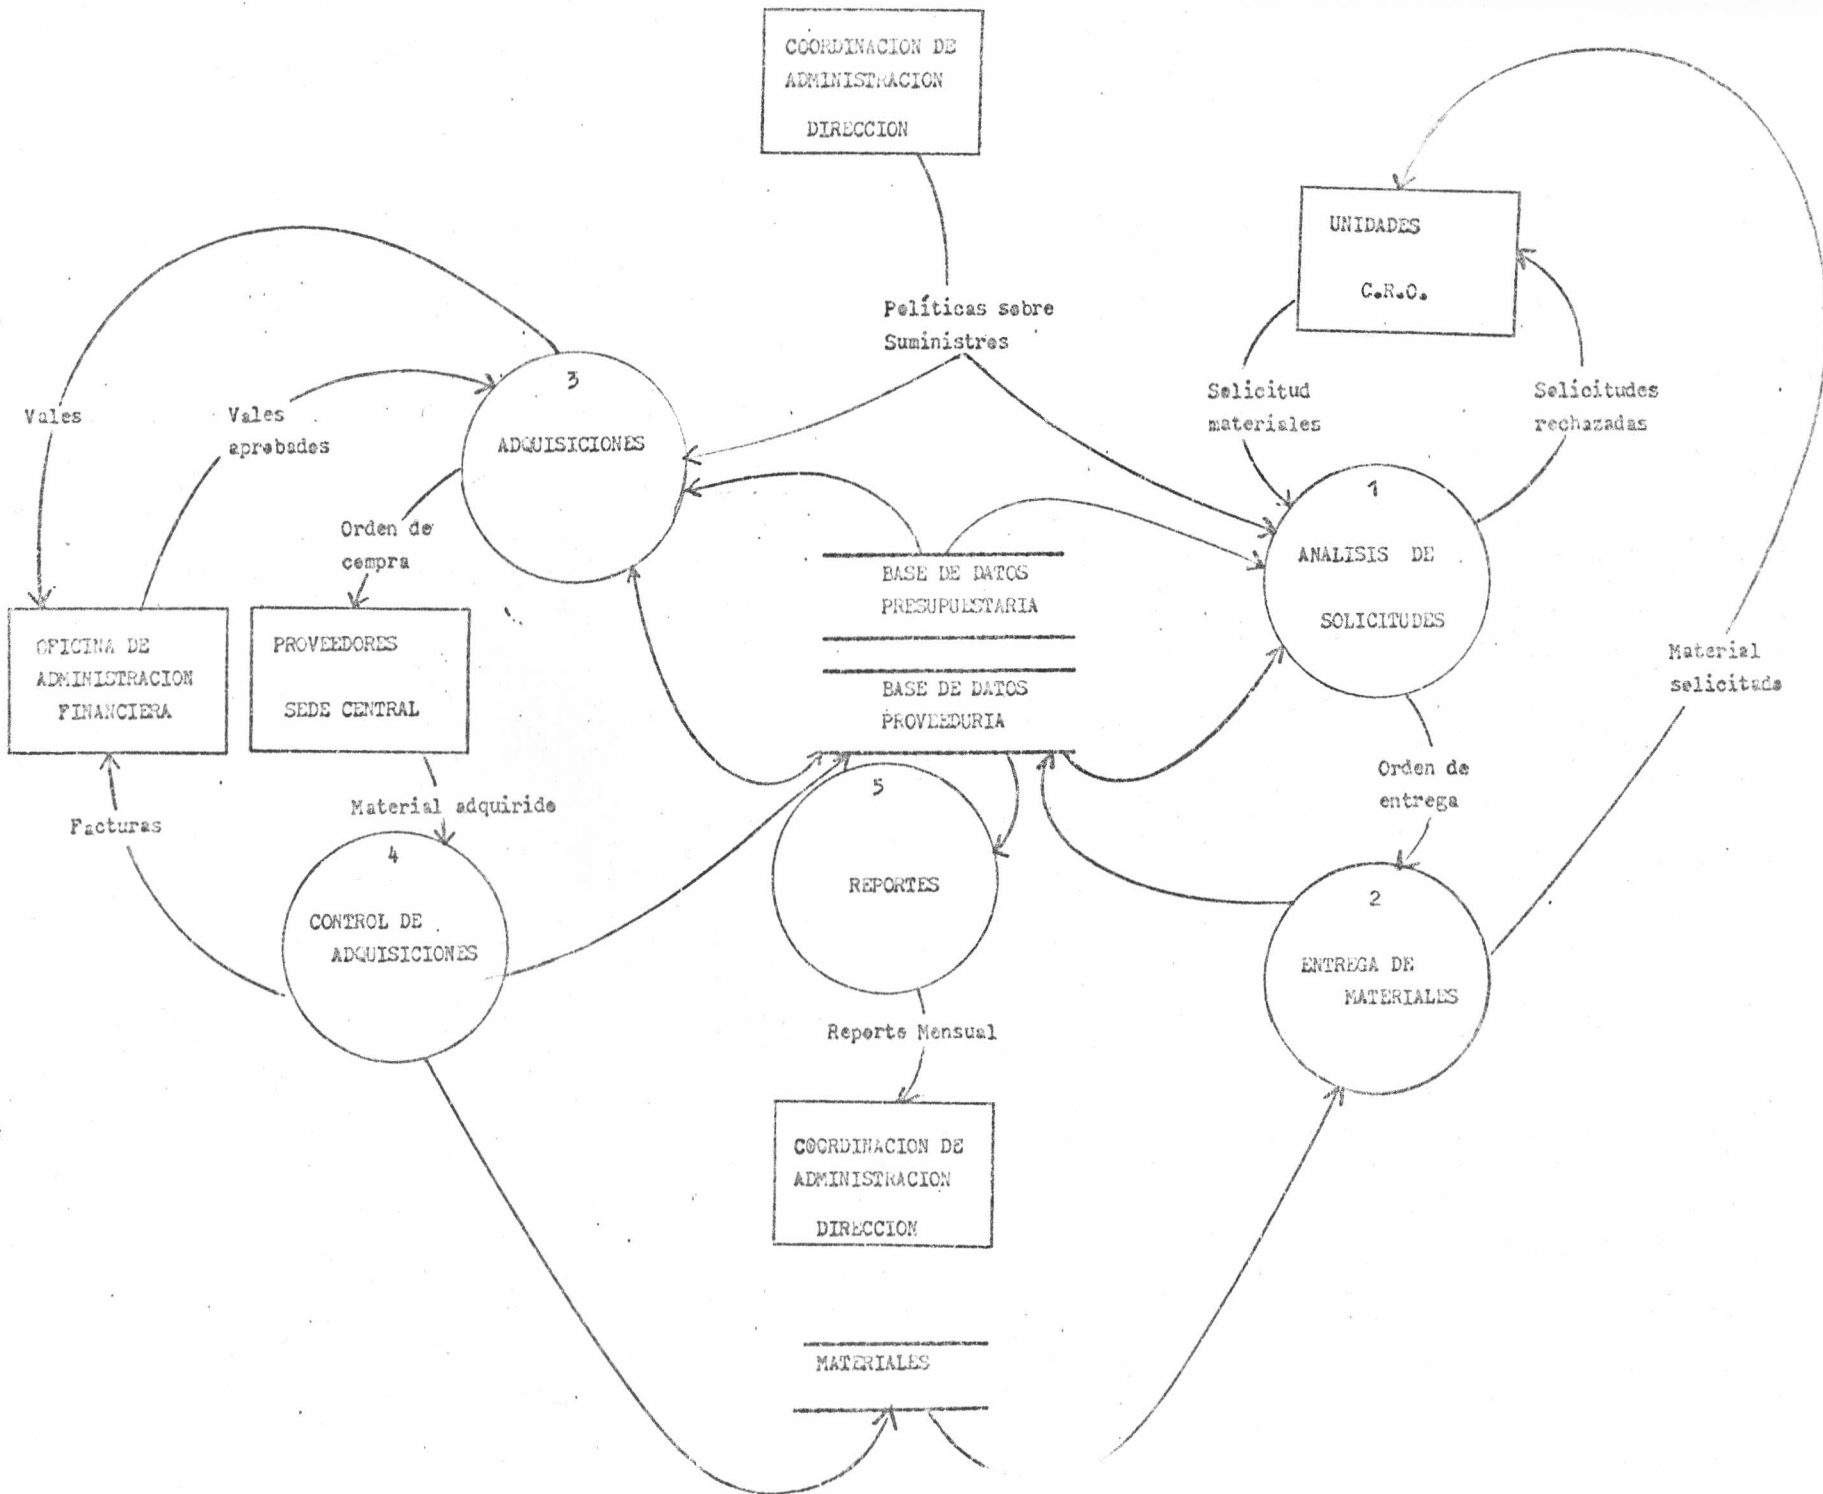 COORDINACION DE
ADMINISTRACION
DIRECCION
UNIDADES
C.R.O.
Políticas sobre
Suministros
Solicitud
materiales
Solicitudes
rechazadas
Vales
Vales
aprobados
3
ADQUISICIONES
1
ANALISIS DE
SOLICITUDES
Orden de
compra
BASE DE DATOS
PRESUPUESTARIA
OFICINA DE
ADMINISTRACION
FINANCIERA
PROVEEDORES
SEDE CENTRAL
BASE DE DATOS
PROVEEDURIA
Material
solicitado
Orden de
entrega
Facturas
Material adquirido
5
REPORTES
4
CONTROL DE
ADQUISICIONES
2
ENTREGA DE
MATERIALES
Reporte Mensual
COORDINACION DE
ADMINISTRACION
DIRECCION
MATERIALES